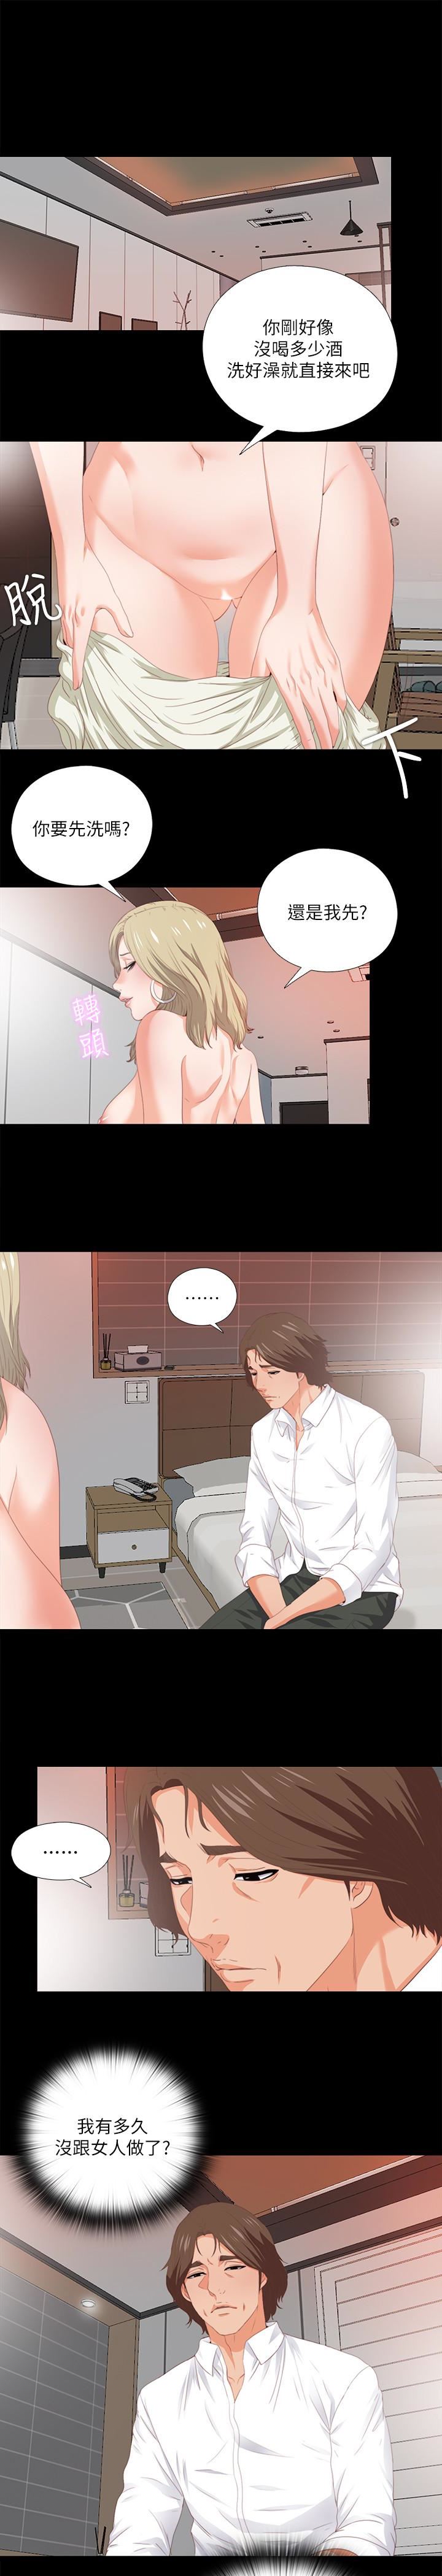 你剛好像
沒喝多少酒
洗好澡就直接來吧
脫
下
你要先洗嗎?
還是我先?
轉
頭
……
……
我有多久
沒跟女人做了?